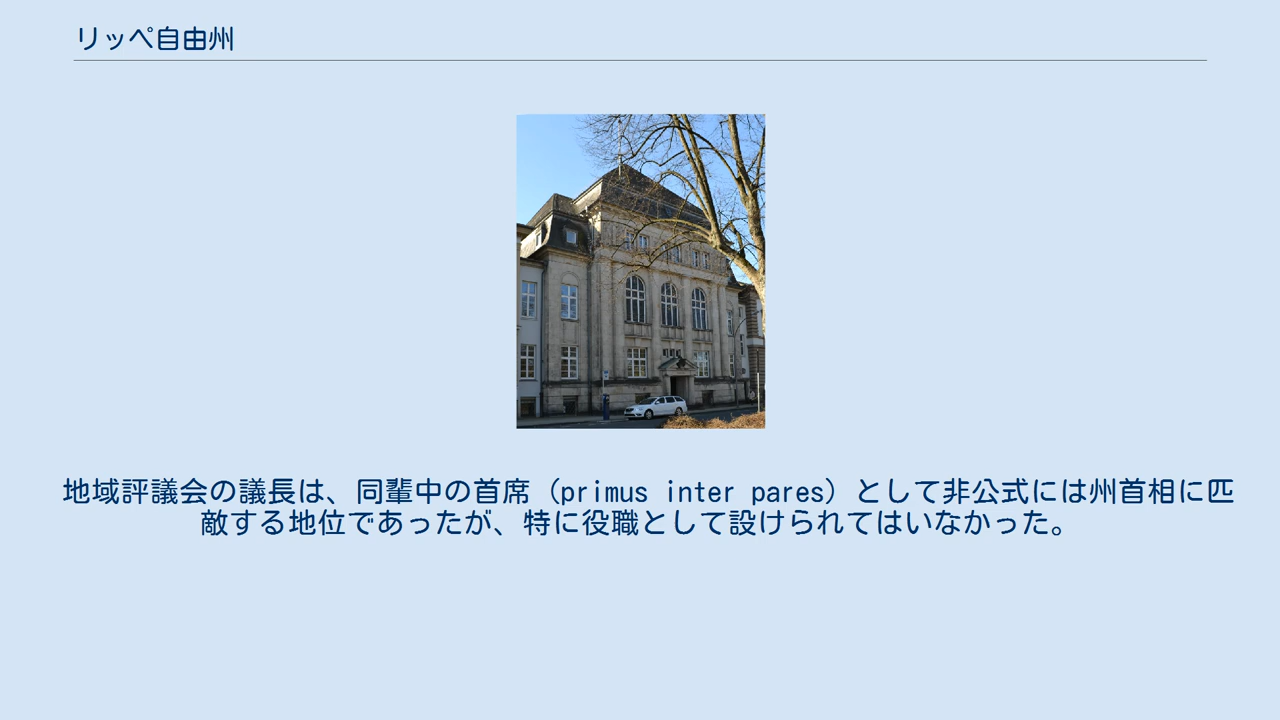 リッペ自由州
地域評議会の議長は、同輩中の首席（primus inter pares）として非公式には州首相に匹
敵する地位であったが、特に役職として設けられてはいなかった。